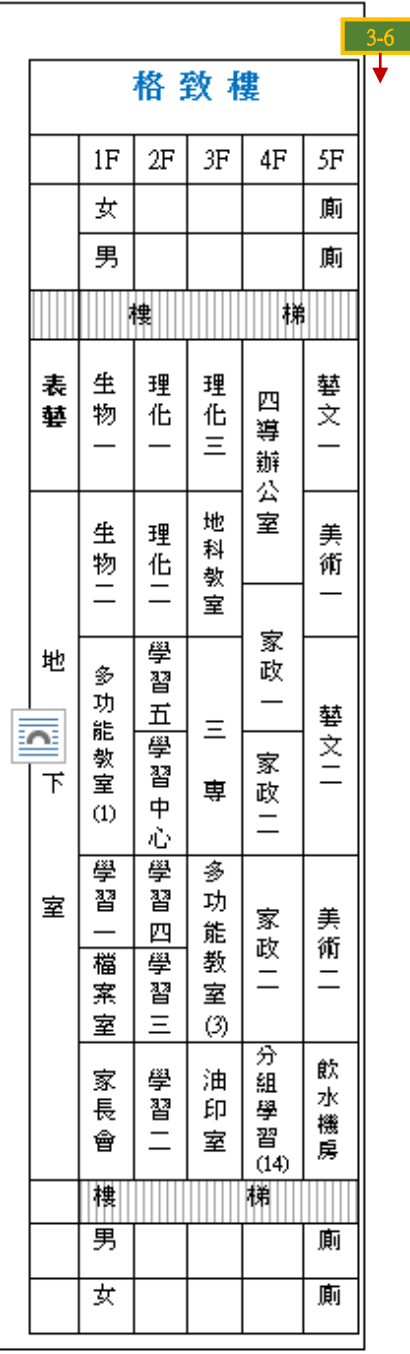 3-6
格致樓
1F 2F 3F 4F 5F
女 廁
男 廁
樓 梯
表藝 生物一 理化一 理化三 四導辦公室 藝文一
地下室 生物二 理化二 地科教室 美術一
多功能教室(1) 學習五 三專 家政一 藝文二
學習中心 家政二
學習一 學習四 多功能教室(3) 家政二 美術二
檔案室 學習三
家長會 學習二 油印室 分組學習(14) 飲水機房
樓 梯
男 廁
女 廁